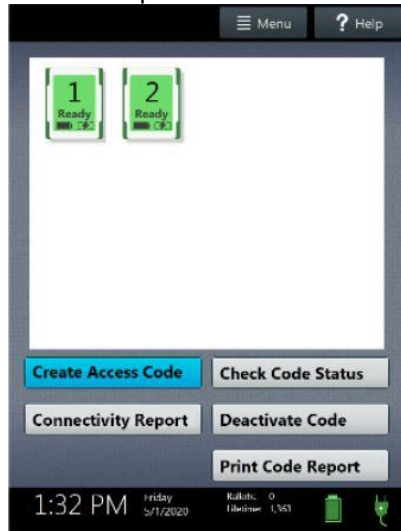 Menu
? Help
1
Ready
2
Ready
Create Access Code
Check Code Status
Connectivity Report
Deactivate Code
Print Code Report
1:32 PM
Friday
5/1/2020
Ballots: 0
Lifetime: 1,363